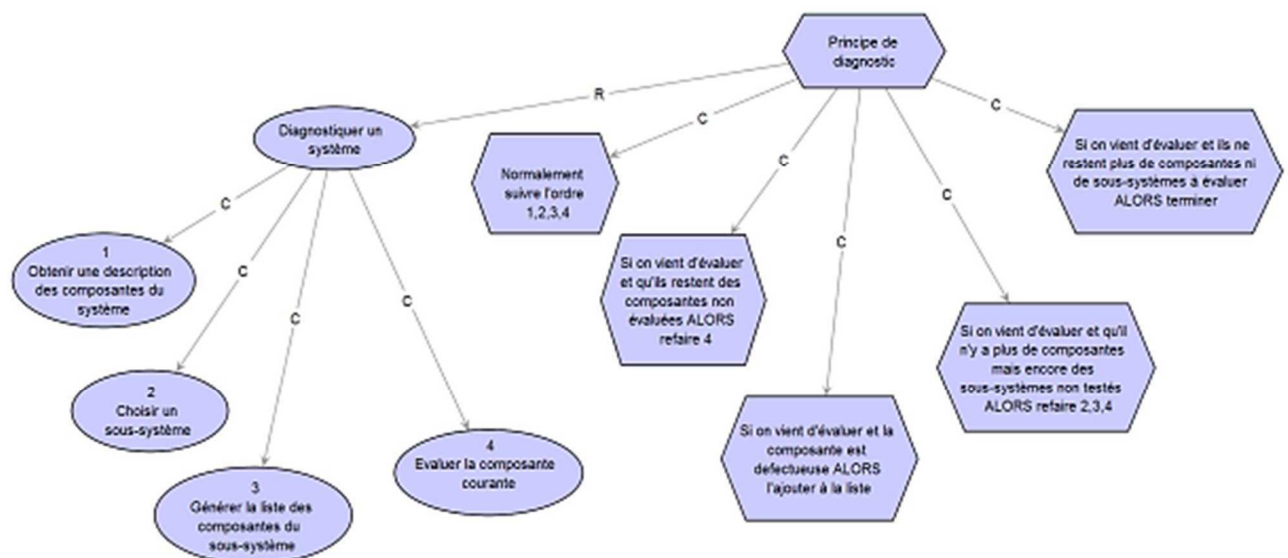 Principe de
diagnostic
R
C
C
C
C
C
Diagnostiquer un
système
C
C
C
C
Normalement
suivre l'ordre
1,2,3,4
Si on vient d'évaluer et ils ne
restent plus de composantes ni
de sous-systèmes à évaluer
ALORS terminer
1
Obtenir une description
des composantes du
système
Si on vient d'évaluer
et qu'ils restent des
composantes non
évaluées ALORS
refaire 4
Si on vient d'évaluer et qu'il
n'y a plus de composantes
mais encore des
sous-systèmes non testés
ALORS refaire 2,3,4
2
Choisir un
sous-système
Si on vient d'évaluer et la
composante est
defectueuse ALORS
l'ajouter à la liste
4
Evaluer la composante
courante
3
Générer la liste des
composantes du
sous-système